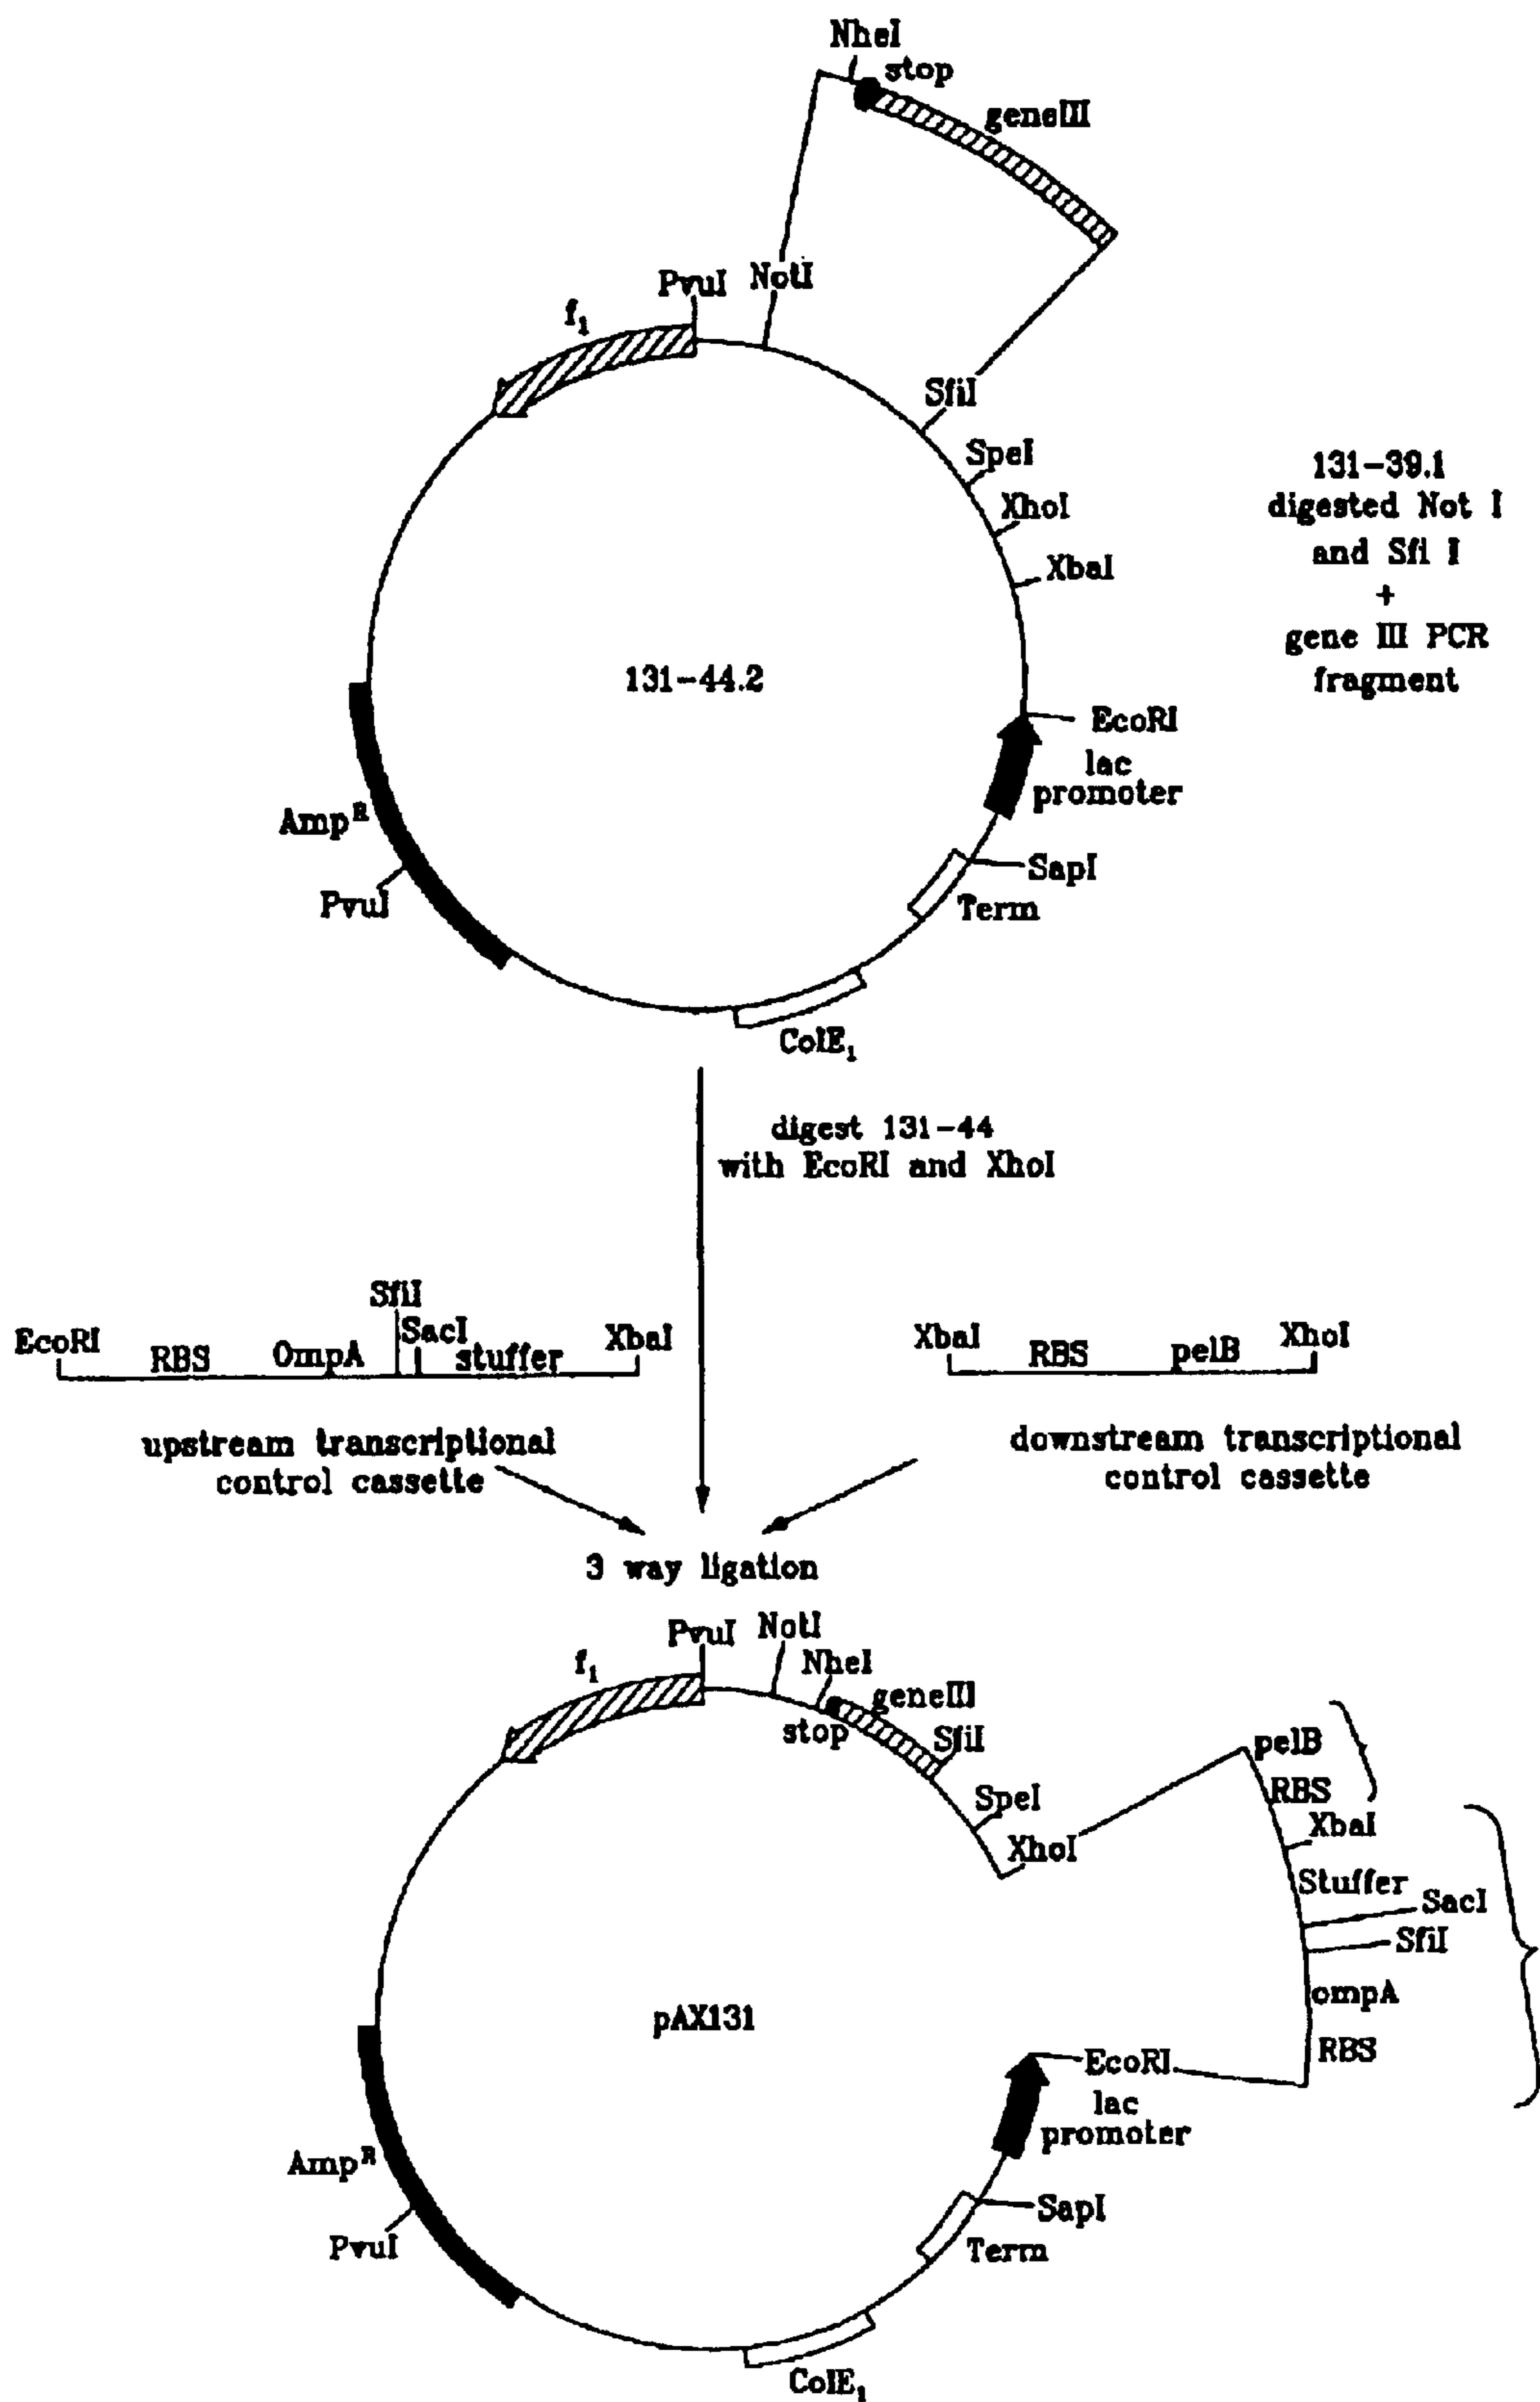 NheI
stop
geneIII
PvuI
NotI
f1
SfiI
SpeI
XhoI
XbaI
131-39.1
digested Not I
and Sfi I
+
gene III PCR
fragment
131-44.2
EcoRI
lac
promoter
AmpR
SapI
PvuI
Term
ColE1
digest 131-44
with EcoRI and XhoI
SfiI
EcoRI
RBS
OmpA
SacI
stuffer
XbaI
XbaI
RBS
pelB
XhoI
upstream transcriptional
control cassette
downstream transcriptional
control cassette
3 way ligation
PvuI
NotI
f1
NheI
geneIII
stop
SfiI
pelB
SpeI
RBS
XhoI
XbaI
Stuffer
SacI
SfiI
ompA
pAX131
RBS
EcoRI
lac
promoter
AmpR
SapI
PvuI
Term
ColE1